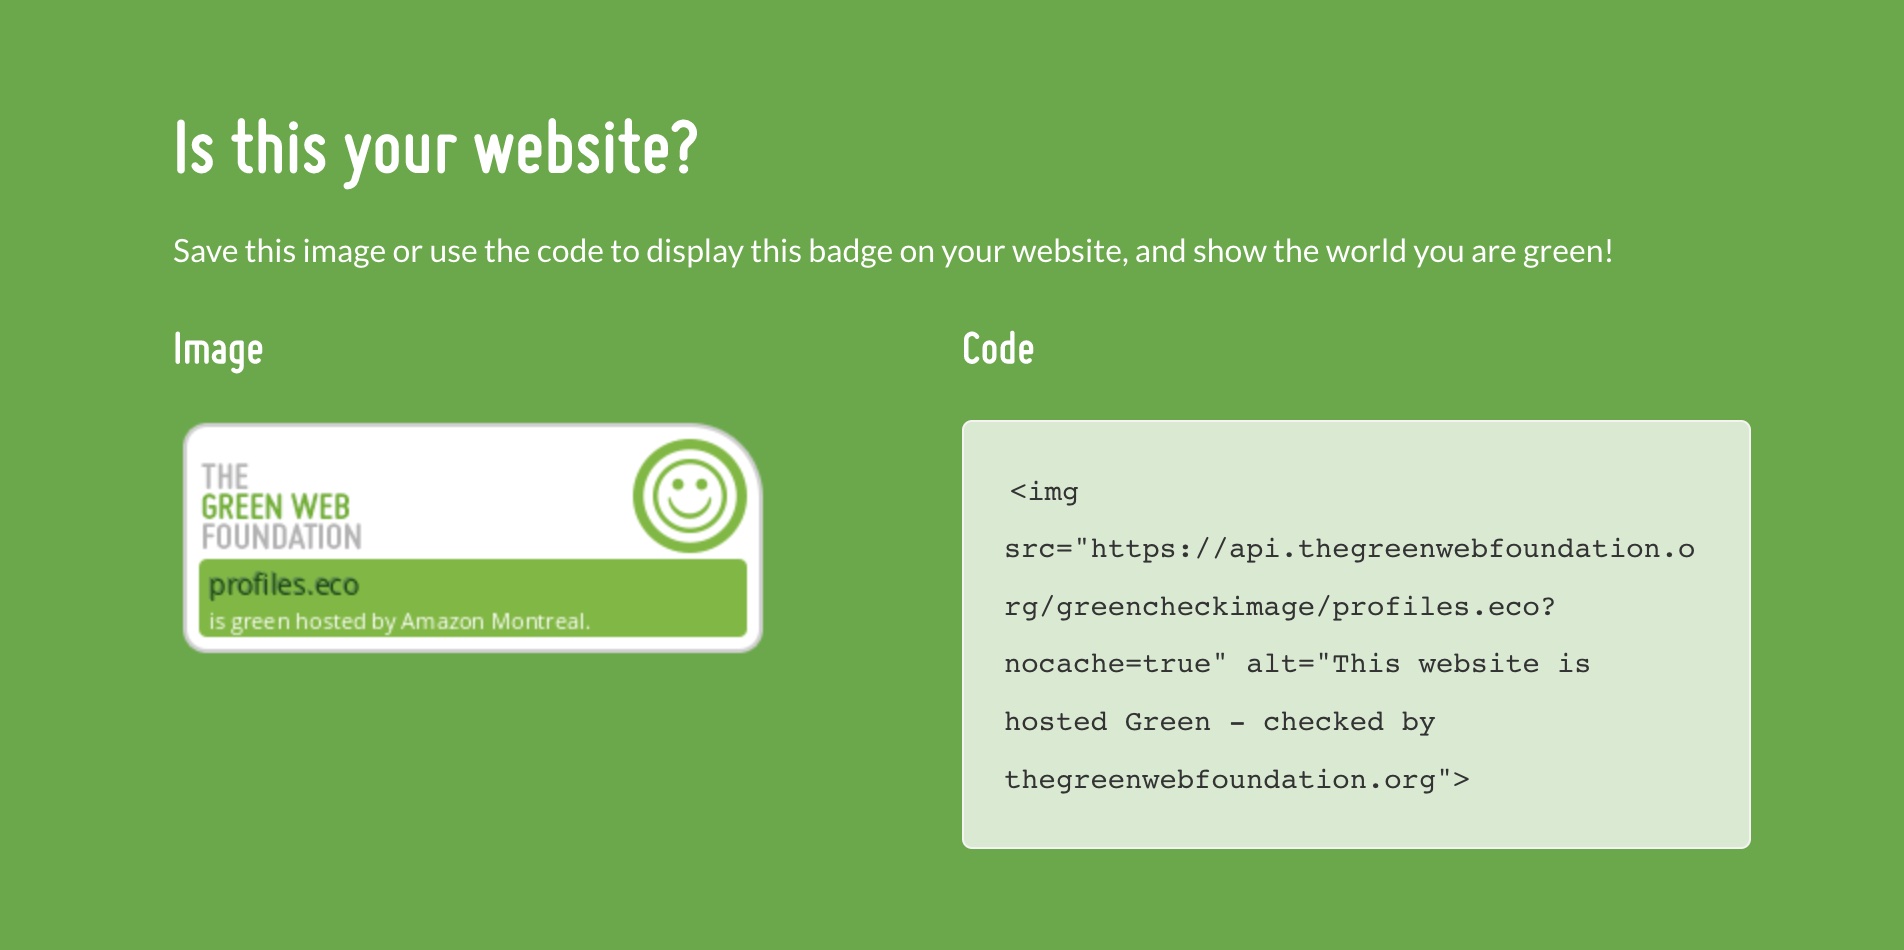 Is this your website?
Save this image or use the code to display this badge on your website, and show the world you are green!
Image
THE
GREEN WEB
FOUNDATION
profiles.eco
is green hosted by Amazon Montreal.
Code
<img
src="https://api.thegreenwebfoundation.o
rg/greencheckimage/profiles.eco?
nocache=true" alt="This website is
hosted Green - checked by
thegreenwebfoundation.org">